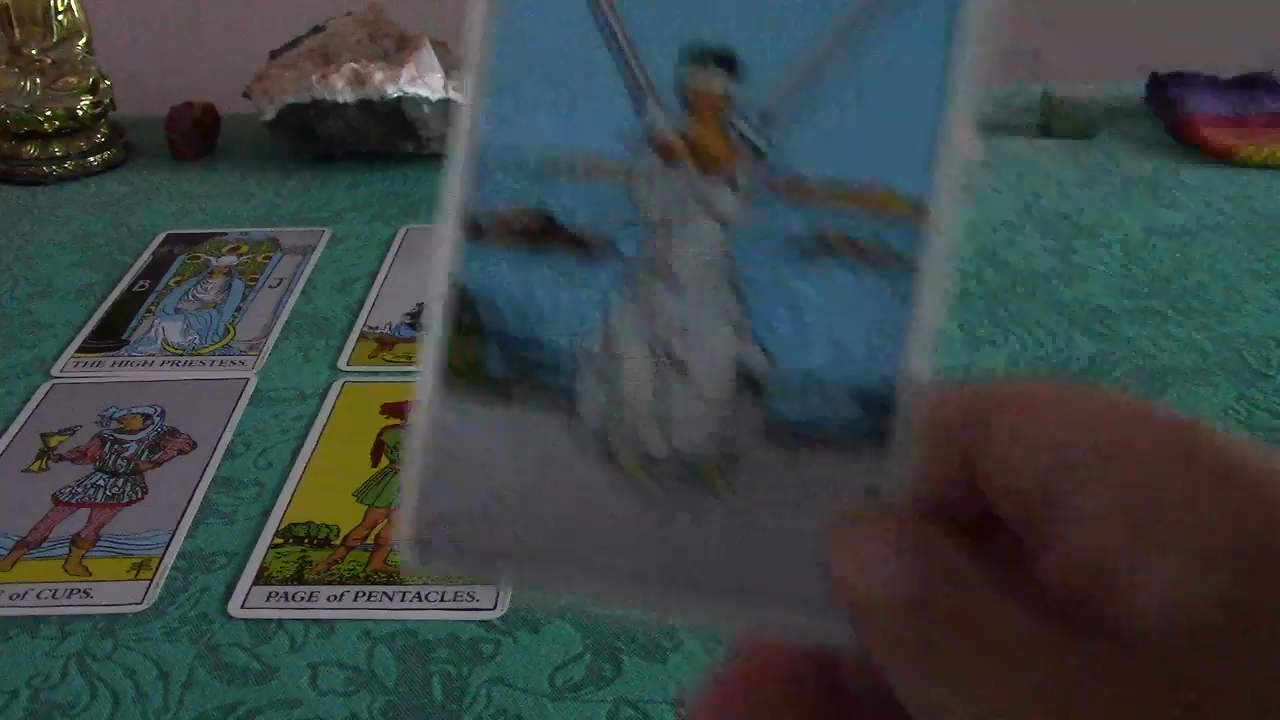 B J
THE HIGH PRIESTESS.
of CUPS.
PAGE of PENTACLES.